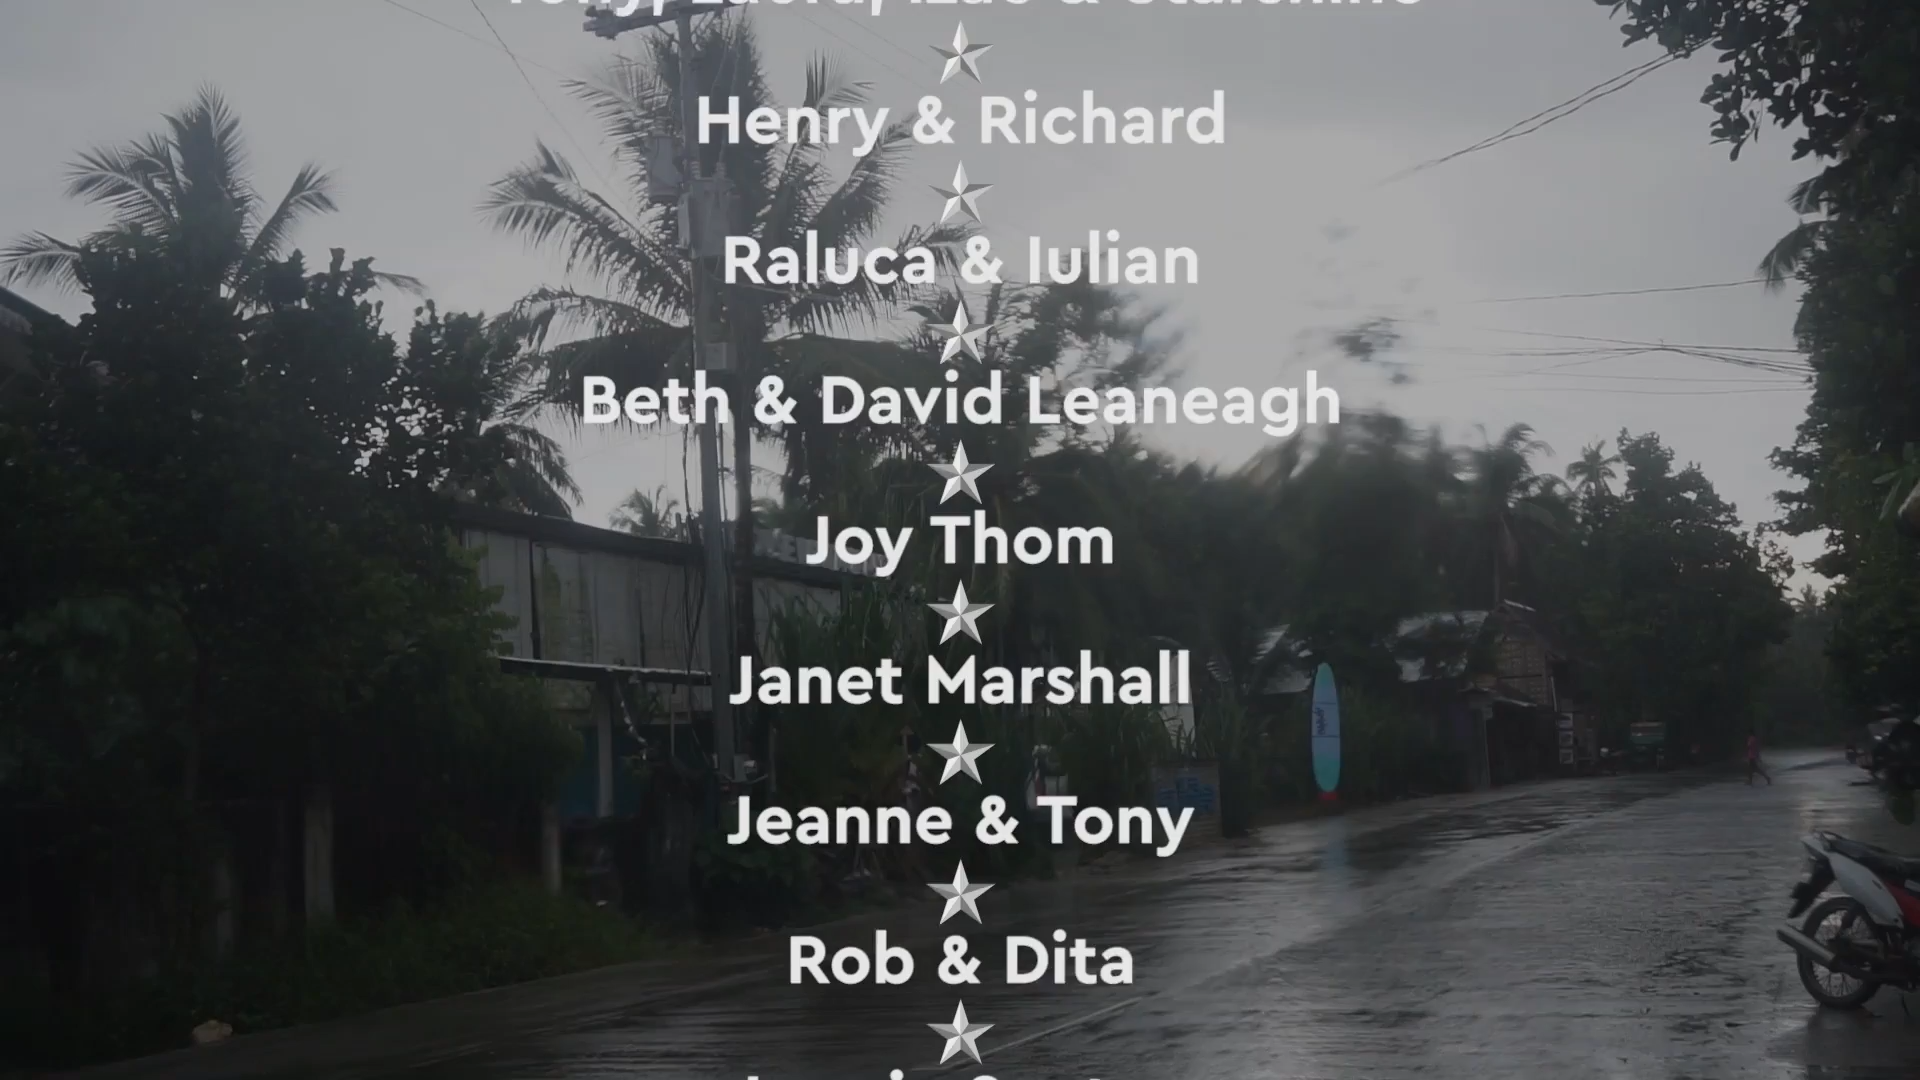 Henry & Richard
Raluca & Iulian
Beth & David Leaneagh
Joy Thom
Janet Marshall
Jeanne & Tony
Rob & Dita